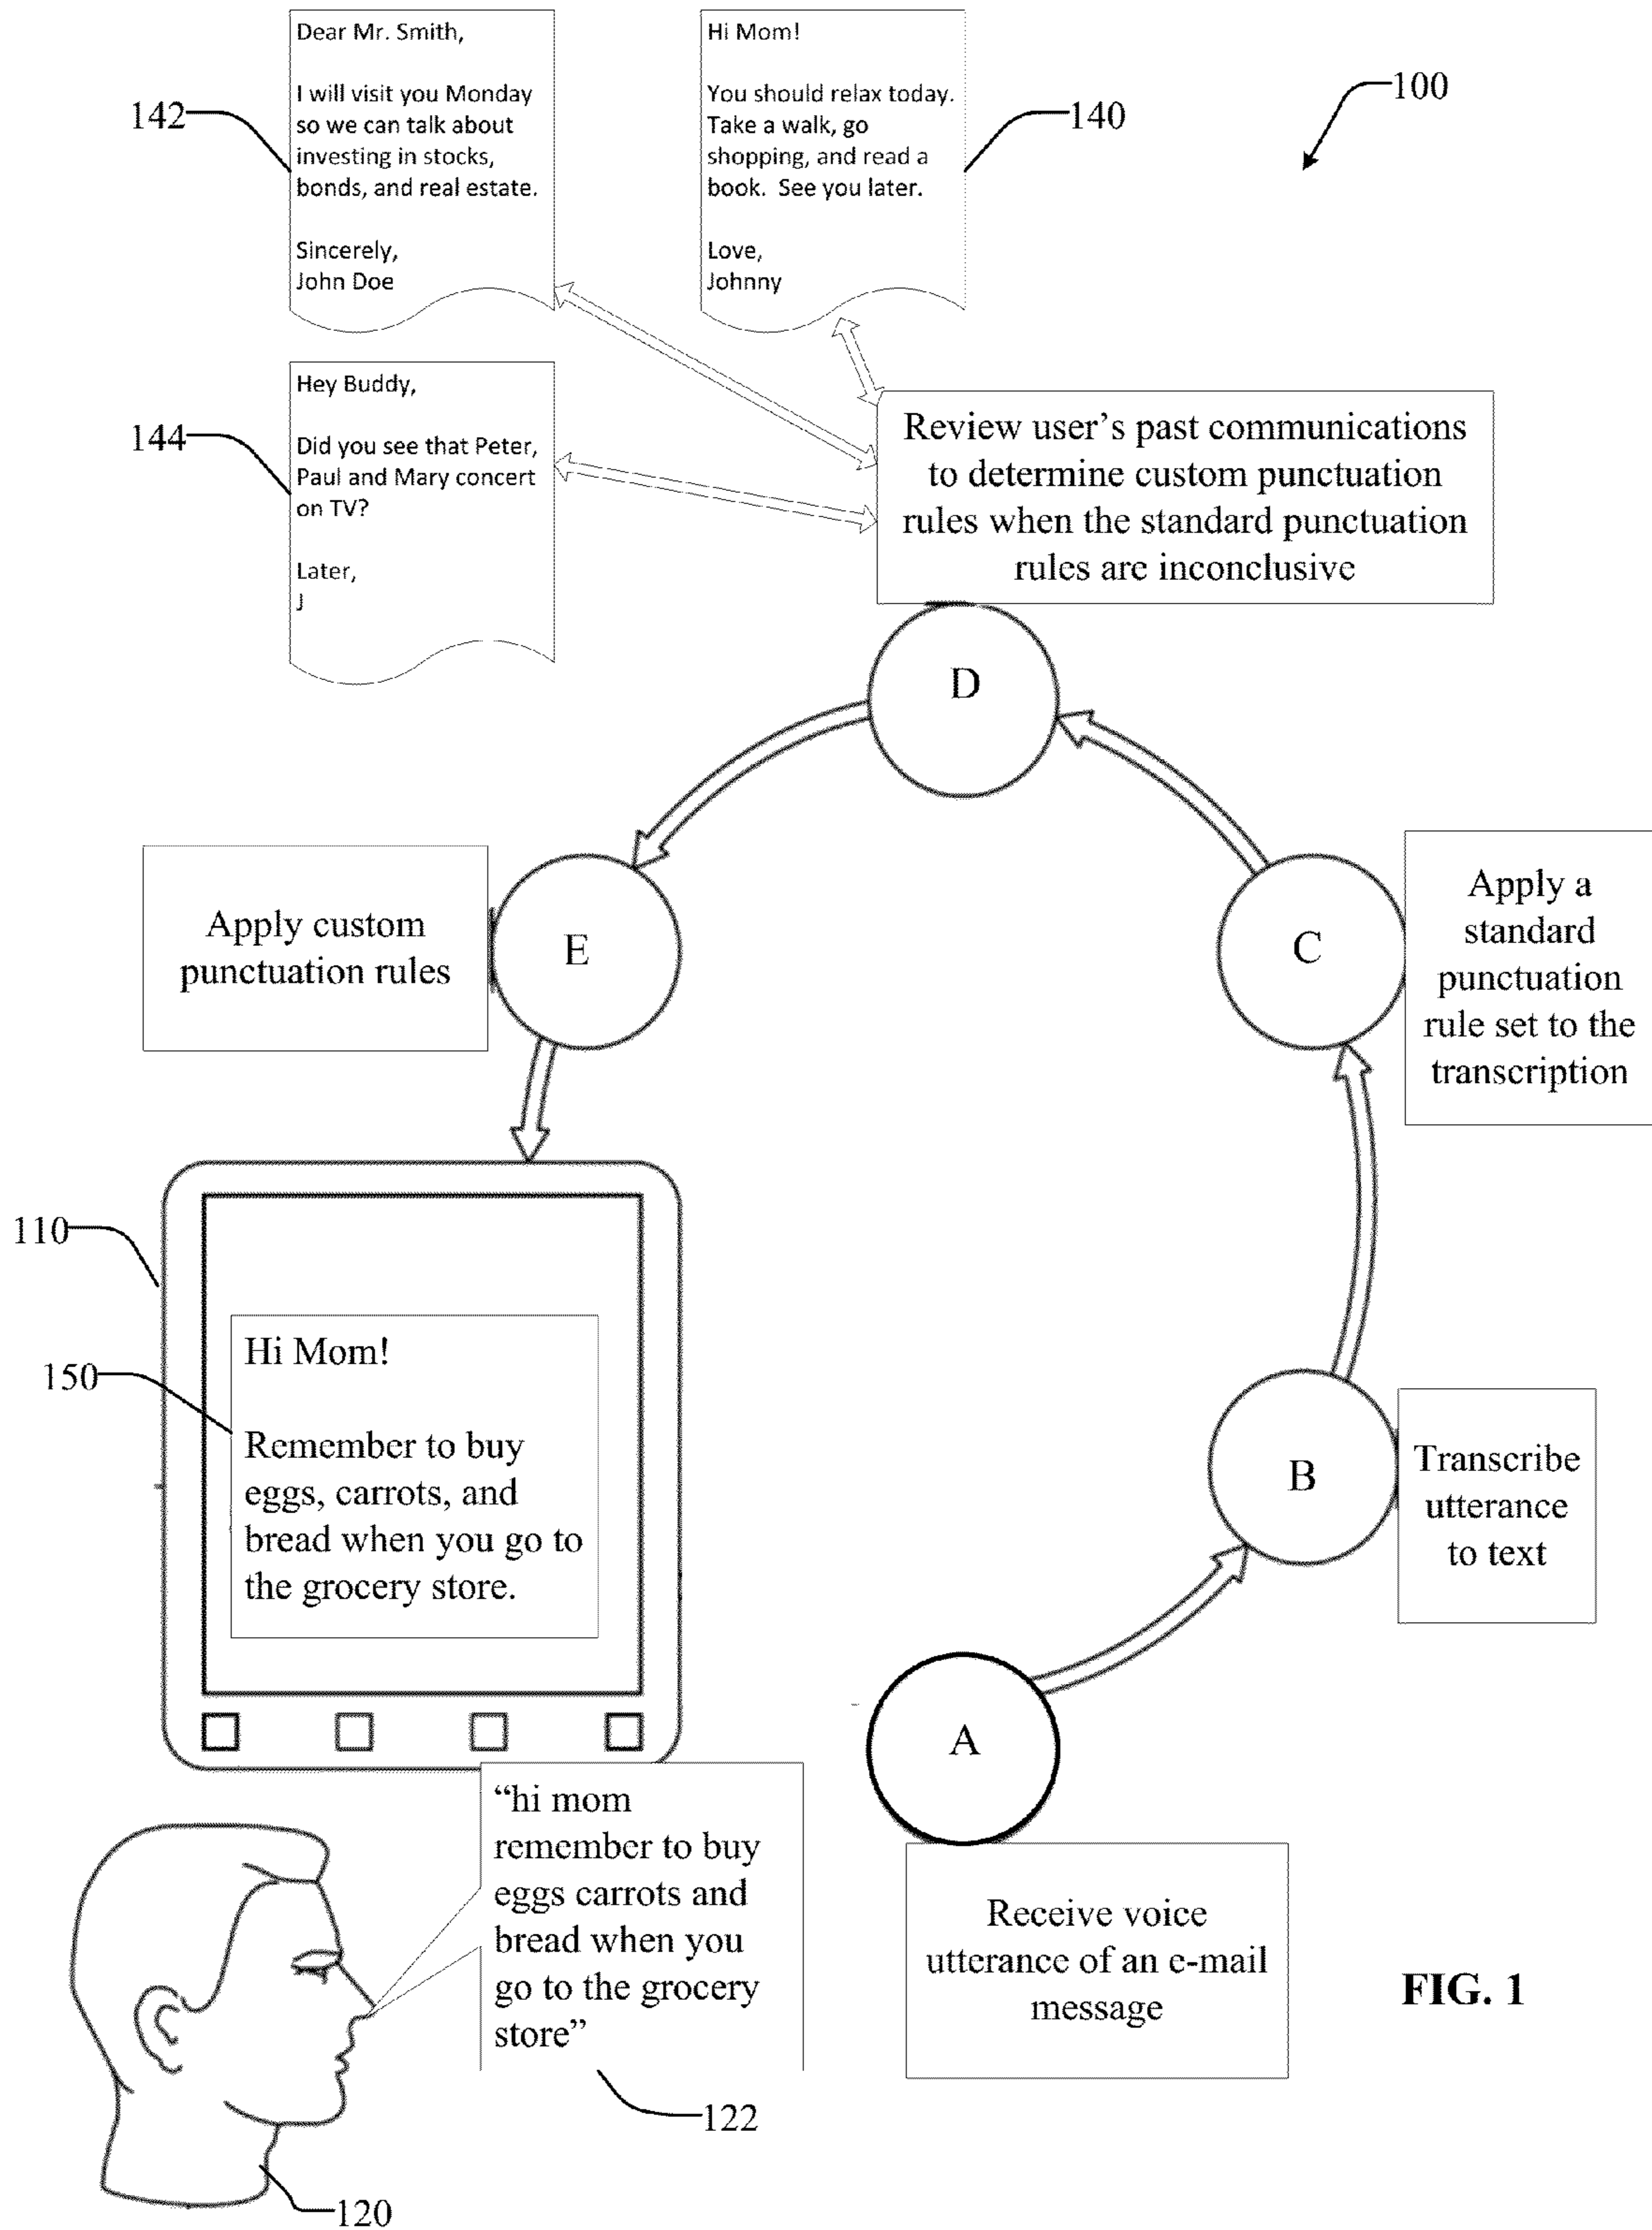 Dear Mr. Smith,
I will visit you Monday
so we can talk about
investing in stocks,
bonds, and real estate.
Sincerely,
John Doe
142
Hi Mom!
You should relax today.
Take a walk, go
shopping, and read a
book.  See you later.
Love,
Johnny
140
100
Hey Buddy,
Did you see that Peter,
Paul and Mary concert
on TV?
Later,
J
144
Review user’s past communications
to determine custom punctuation
rules when the standard punctuation
rules are inconclusive
D
Apply custom
punctuation rules
E
C
Apply a
standard
punctuation
rule set to the
transcription
110
150
Hi Mom!
Remember to buy
eggs, carrots, and
bread when you go to
the grocery store.
B
Transcribe
utterance
to text
A
Receive voice
utterance of an e-mail
message
“hi mom
remember to buy
eggs carrots and
bread when you
go to the grocery
store”
122
120
FIG. 1